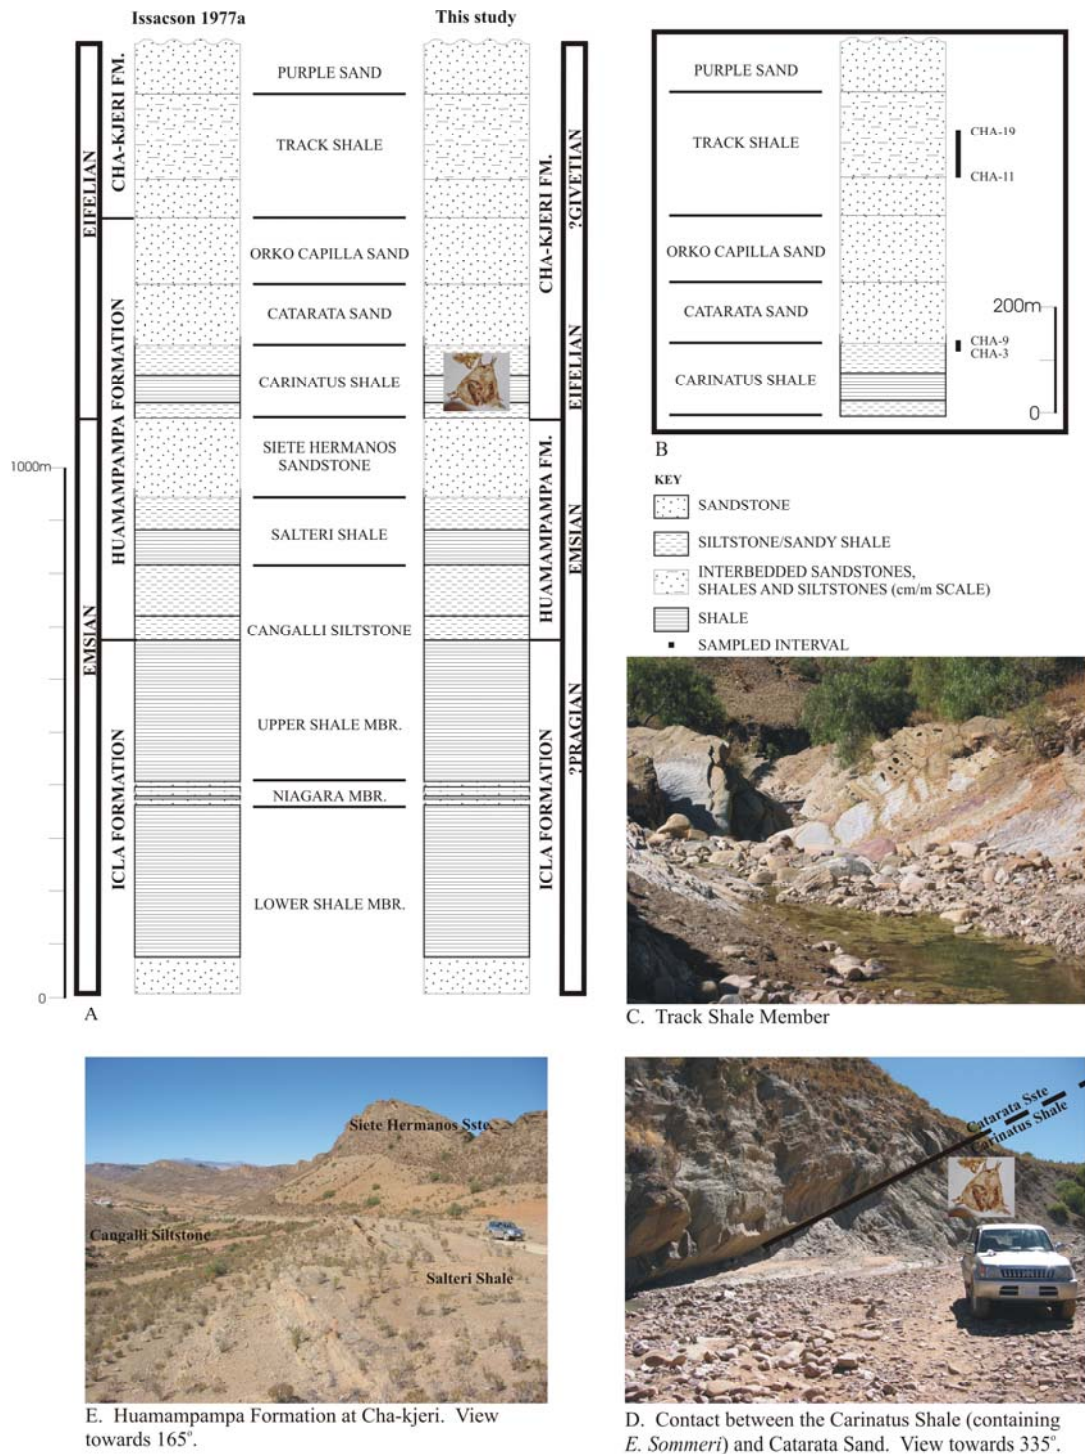 Issacson 1977a
This study
EIFELIAN
EMSIAN
CHA-KJERI FM.
HUAMAMPAMPA FORMATION
ICLA FORMATION
PURPLE SAND
TRACK SHALE
ORKO CAPILLA SAND
CATARATA SAND
CARINATUS SHALE
SIETE HERMANOS
SANDSTONE
SALTERI SHALE
CANGALLI SILTSTONE
UPPER SHALE MBR.
NIAGARA MBR.
LOWER SHALE MBR.
CHA-KJERI FM.
HUAMAMPAMPA FM.
ICLA FORMATION
?GIVETIAN
EIFELIAN
EMSIAN
?PRAGIAN
1000m
0
A
PURPLE SAND
TRACK SHALE
ORKO CAPILLA SAND
CATARATA SAND
CARINATUS SHALE
CHA-19
CHA-11
200m
CHA-9
CHA-3
0
B
KEY
SANDSTONE
SILTSTONE/SANDY SHALE
INTERBEDDED SANDSTONES,
SHALES AND SILTSTONES (cm/m SCALE)
SHALE
SAMPLED INTERVAL
C. Track Shale Member
Siete Hermanos Sste.
Cangalli Siltstone
Salteri Shale
E. Huamampampa Formation at Cha-kjeri. View
towards 165°.
Catarata Sste
Carinatus Shale
D. Contact between the Carinatus Shale (containing
E. Sommeri) and Catarata Sand. View towards 335°.